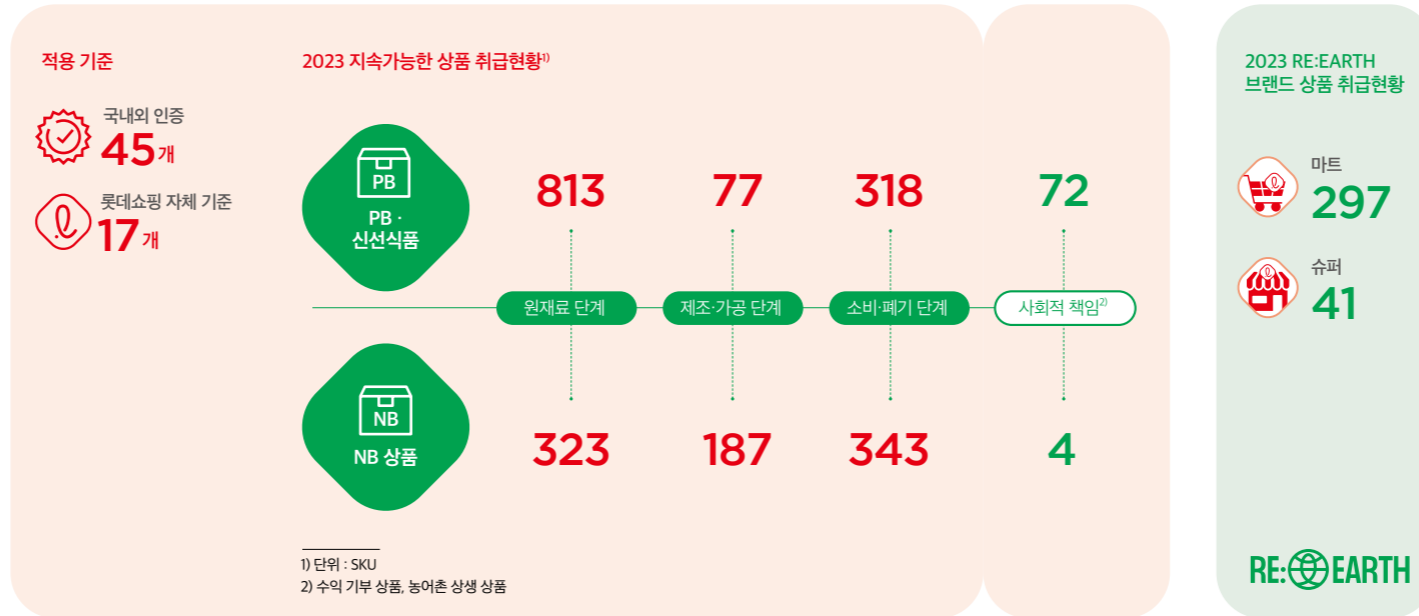 적용 기준
국내외 인증
45개
롯데쇼핑 자체 기준
17개
2023 지속가능한 상품 취급현황1)
PB
PB ·
신선식품
813
77
318
72
원재료 단계
제조·가공 단계
소비·폐기 단계
사회적 책임2)
NB
NB 상품
323
187
343
4
1) 단위 : SKU
2) 수익 기부 상품, 농어촌 상생 상품
2023 RE:EARTH
브랜드 상품 취급현황
마트
297
슈퍼
41
RE:EARTH